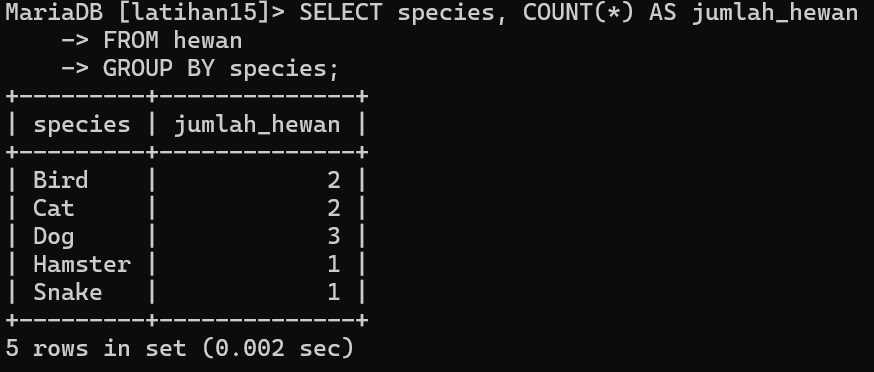 MariaDB [latihan15]> SELECT species, COUNT(*) AS jumlah_hewan
    -> FROM hewan
    -> GROUP BY species;
+---------+--------------+
| species | jumlah_hewan |
+---------+--------------+
| Bird    |            2 |
| Cat     |            2 |
| Dog     |            3 |
| Hamster |            1 |
| Snake   |            1 |
+---------+--------------+
5 rows in set (0.002 sec)